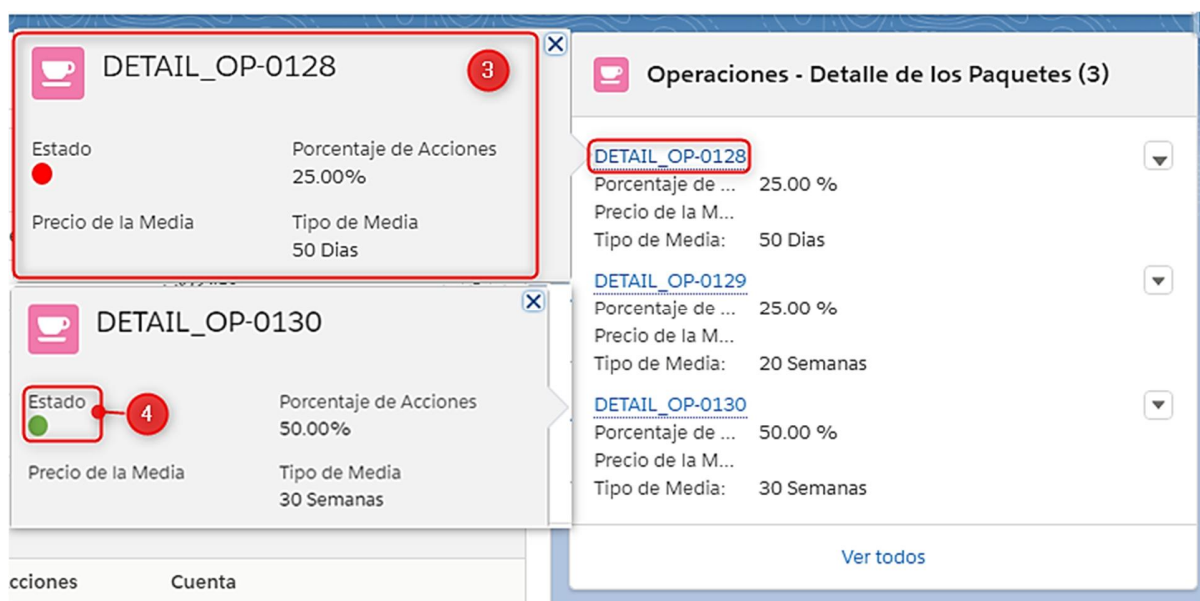 DETAIL_OP-0128
3
Estado
Porcentaje de Acciones
25.00%
Precio de la Media
Tipo de Media
50 Dias
DETAIL_OP-0130
Estado
4
Porcentaje de Acciones
50.00%
Precio de la Media
Tipo de Media
30 Semanas
cciones Cuenta
Operaciones - Detalle de los Paquetes (3)
DETAIL_OP-0128
Porcentaje de ... 25.00 %
Precio de la M...
Tipo de Media: 50 Dias
DETAIL_OP-0129
Porcentaje de ... 25.00 %
Precio de la M...
Tipo de Media: 20 Semanas
DETAIL_OP-0130
Porcentaje de ... 50.00 %
Precio de la M...
Tipo de Media: 30 Semanas
Ver todos